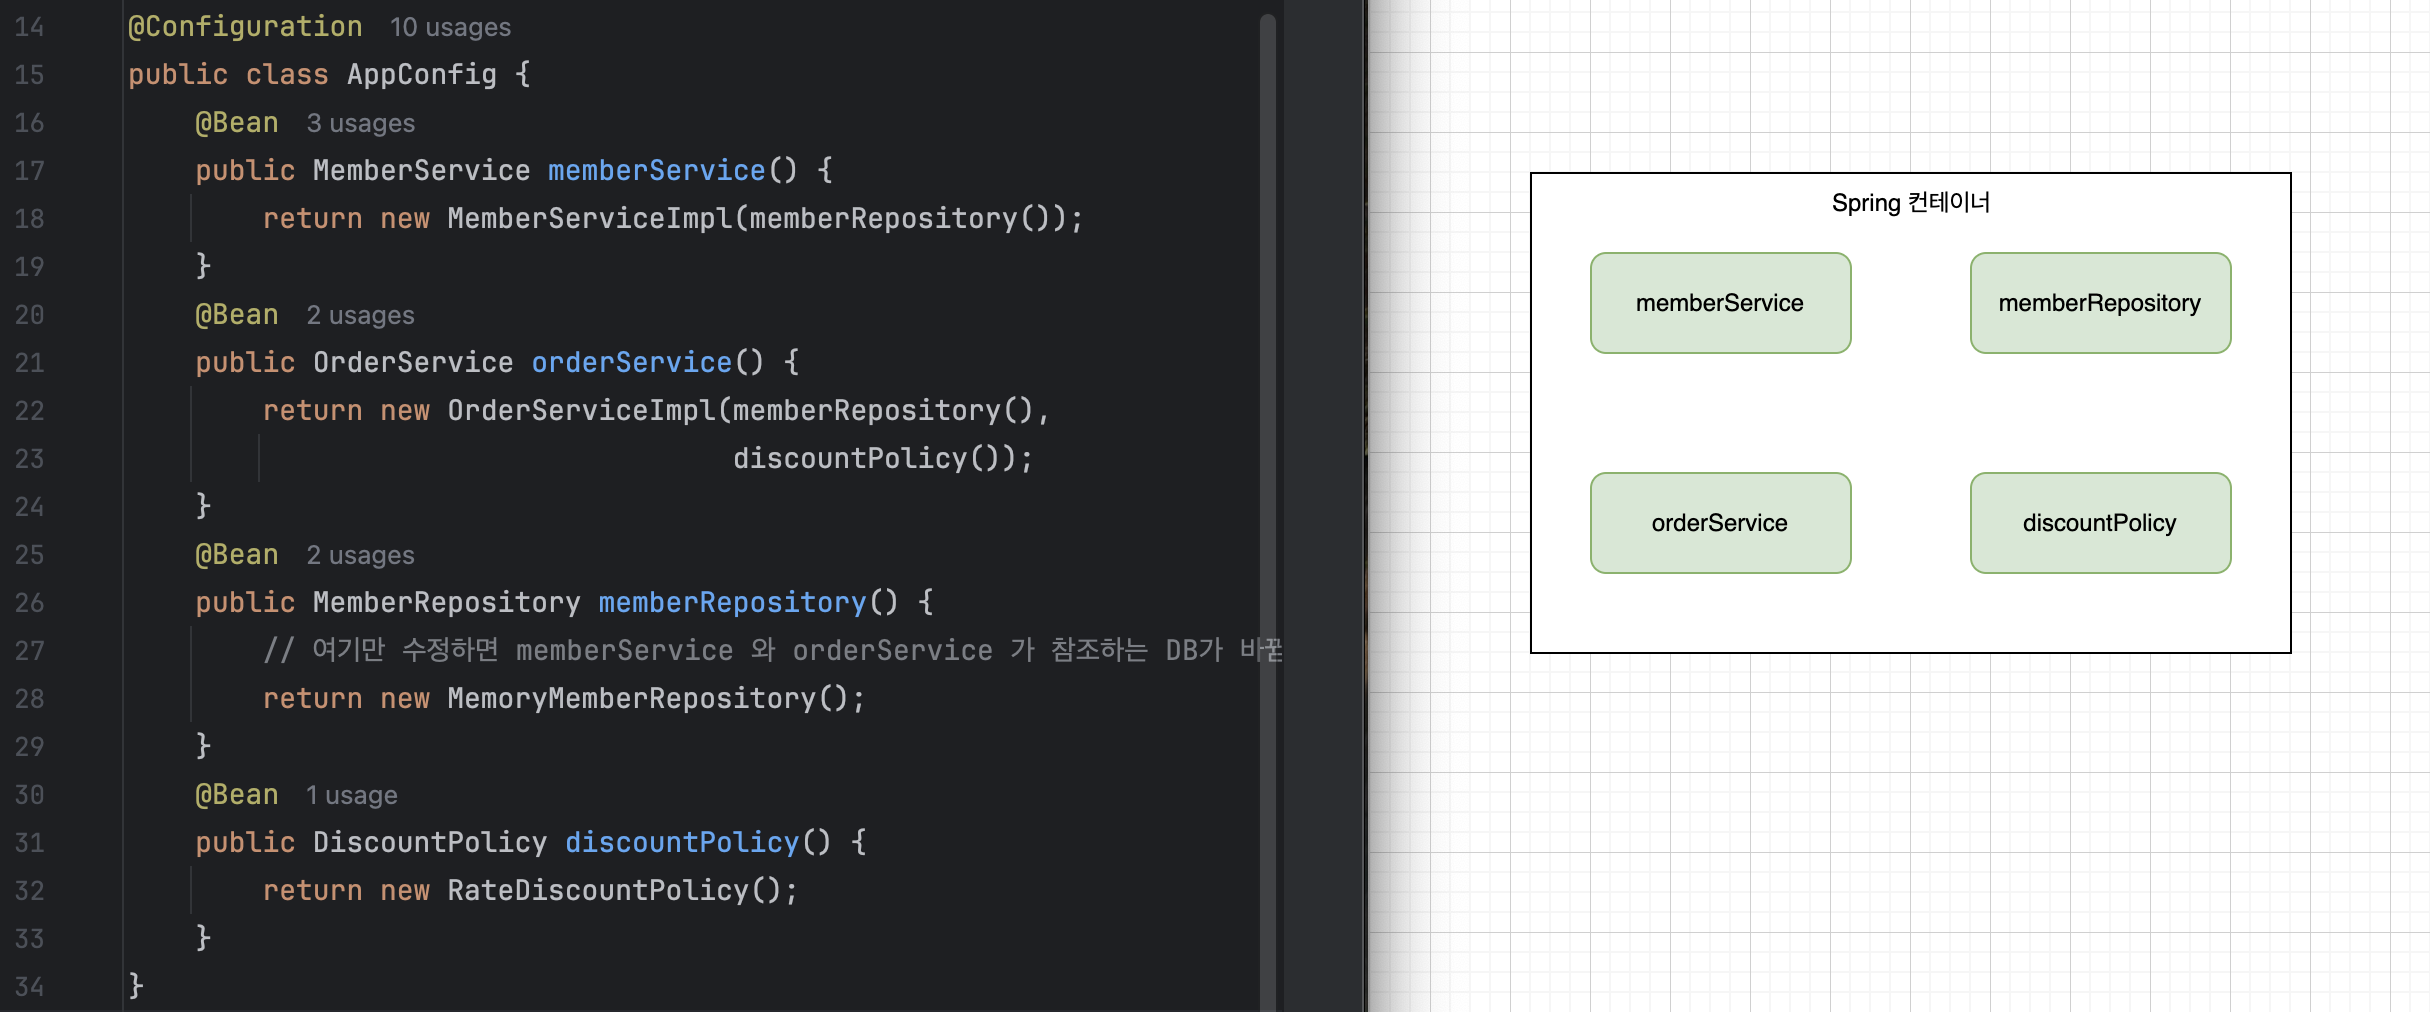 14 @Configuration 10 usages
15 public class AppConfig {
16 @Bean 3 usages
17 public MemberService memberService() {
18 return new MemberServiceImpl(memberRepository());
19 }
20 @Bean 2 usages
21 public OrderService orderService() {
22 return new OrderServiceImpl(memberRepository(),
23 discountPolicy());
24 }
25 @Bean 2 usages
26 public MemberRepository memberRepository() {
27 // 여기만 수정하면 memberService 와 orderService 가 참조하는 DB가 바뀜
28 return new MemoryMemberRepository();
29 }
30 @Bean 1 usage
31 public DiscountPolicy discountPolicy() {
32 return new RateDiscountPolicy();
33 }
34 }
Spring 컨테이너
memberService
memberRepository
orderService
discountPolicy